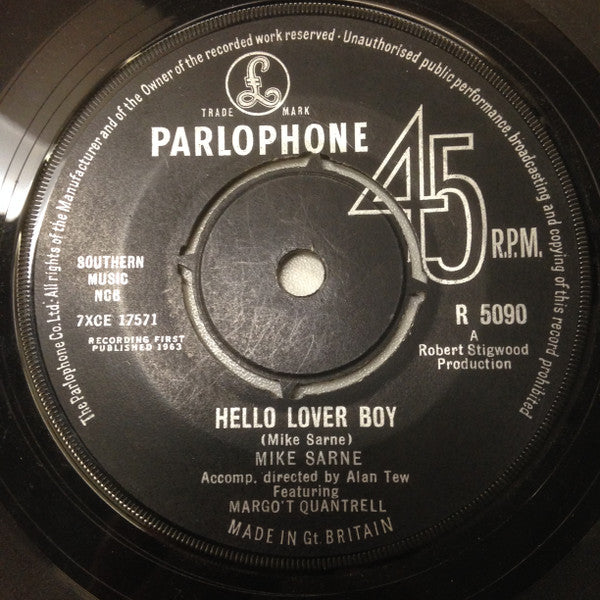 The Parlophone Co.Ltd. All rights of the Manufacturer and of the Owner of the recorded work reserved · Unauthorised public performance, broadcasting and copying of this record prohibited
£
TRADE MARK
PARLOPHONE
45
R.P.M.
SOUTHERN
MUSIC
NCB
7XCE 17571
RECORDING FIRST
PUBLISHED 1963
R 5090
A
Robert Stigwood
Production
HELLO LOVER BOY
(Mike Sarne)
MIKE SARNE
Accomp. directed by Alan Tew
Featuring
MARGO'T QUANTRELL
MADE IN Gt. BRITAIN